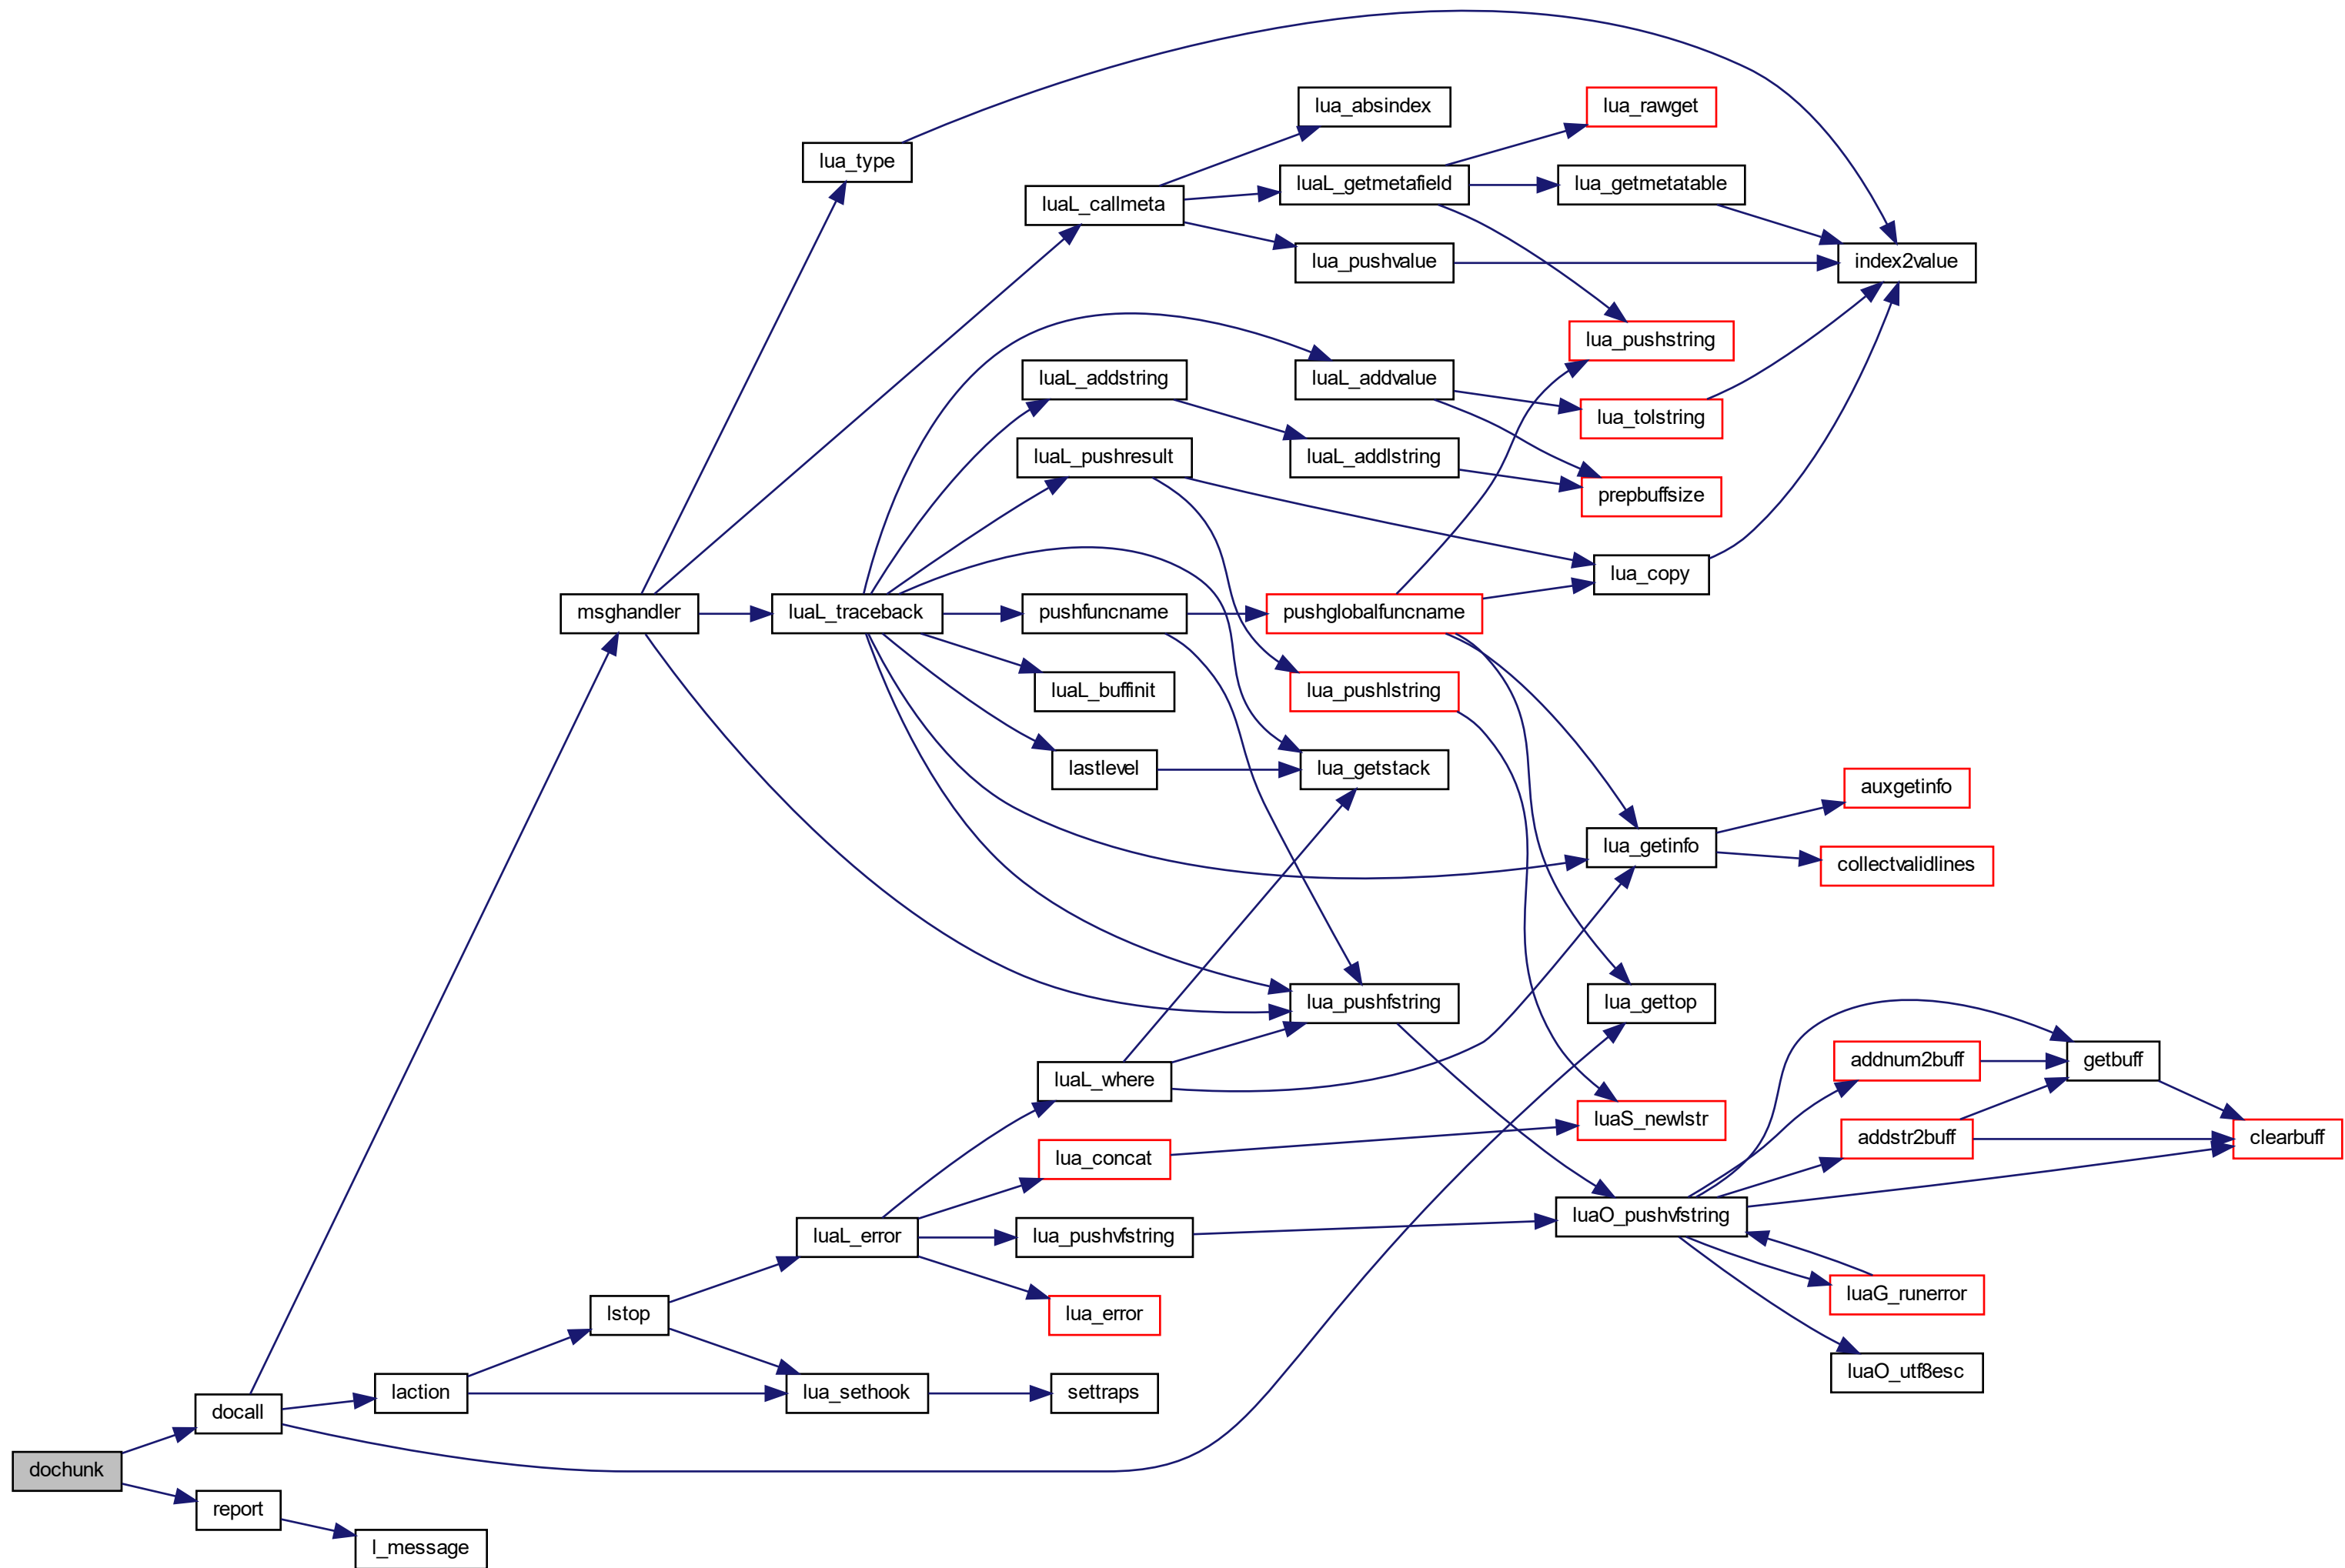 lua_absindex
lua_rawget
lua_type
luaL_callmeta
luaL_getmetafield
lua_getmetatable
lua_pushvalue
index2value
lua_pushstring
luaL_addstring
luaL_addvalue
lua_tolstring
luaL_pushresult
luaL_addlstring
prepbuffsize
lua_copy
msghandler
luaL_traceback
pushfuncname
pushglobalfuncname
luaL_buffinit
lua_pushlstring
lastlevel
lua_getstack
auxgetinfo
lua_getinfo
collectvalidlines
lua_pushfstring
lua_gettop
luaL_where
addnum2buff
getbuff
luaS_newlstr
lua_concat
addstr2buff
clearbuff
luaO_pushvfstring
luaL_error
lua_pushvfstring
luaG_runerror
lstop
lua_error
luaO_utf8esc
laction
lua_sethook
settraps
docall
dochunk
report
l_message